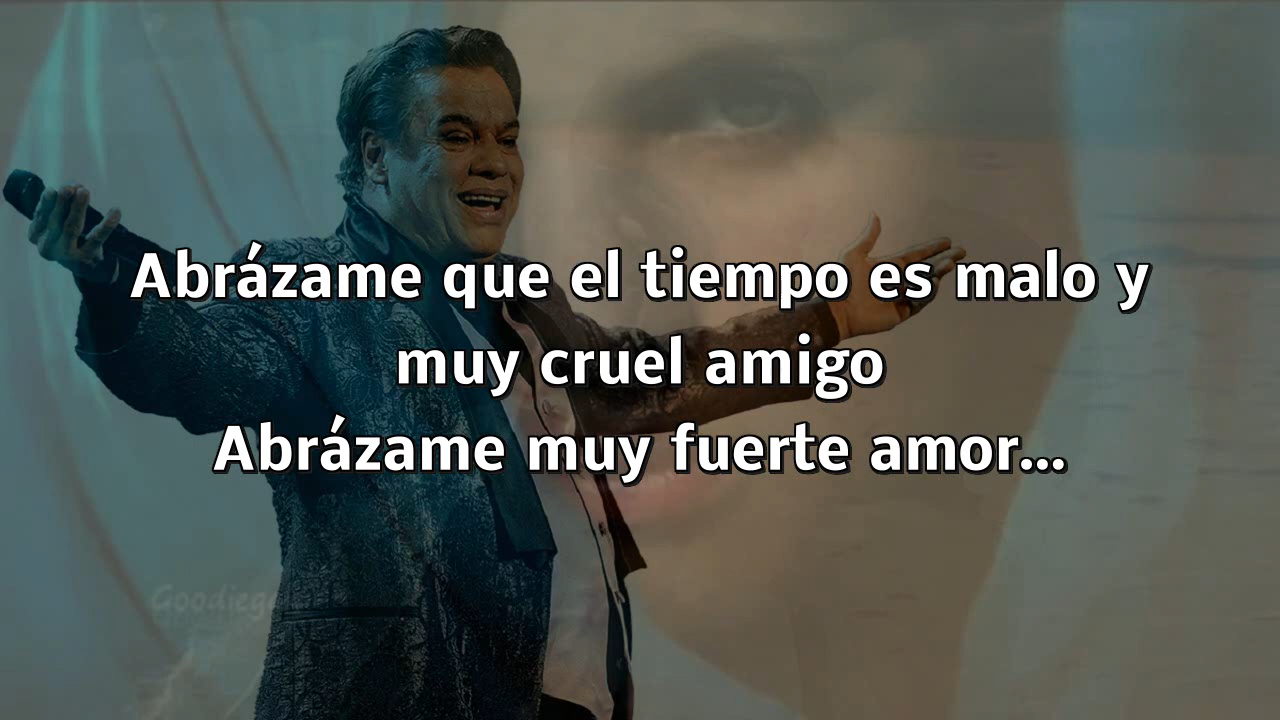 Abrázame que el tiempo es malo y
muy cruel amigo
Abrázame muy fuerte amor...